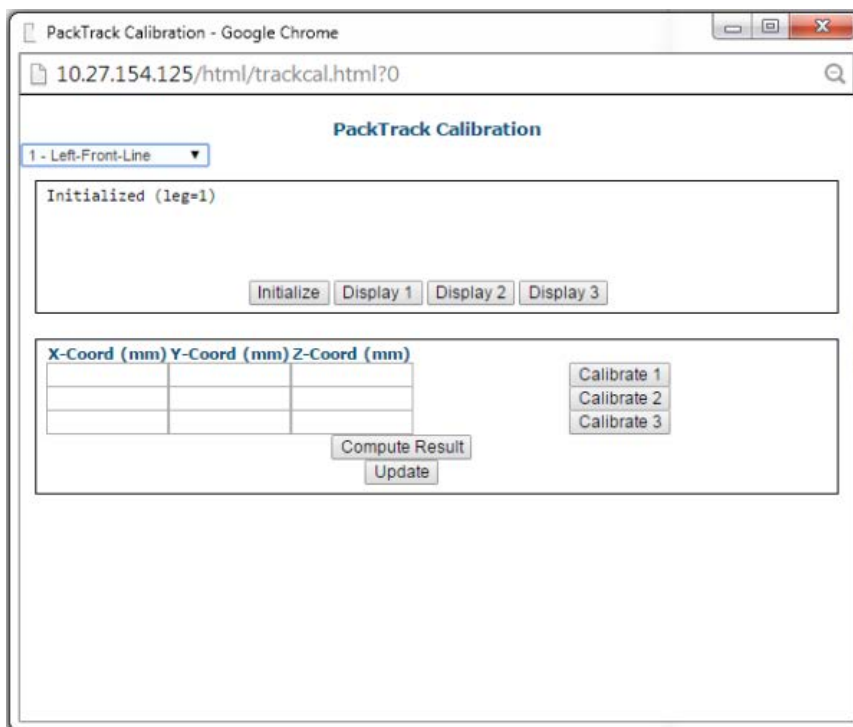 PackTrack Calibration - Google Chrome
10.27.154.125/html/trackcal.html?0
PackTrack Calibration
1 - Left-Front-Line
Initialized (leg=1)
Initialize Display 1 Display 2 Display 3
X-Coord (mm) Y-Coord (mm) Z-Coord (mm)
Calibrate 1
Calibrate 2
Calibrate 3
Compute Result
Update